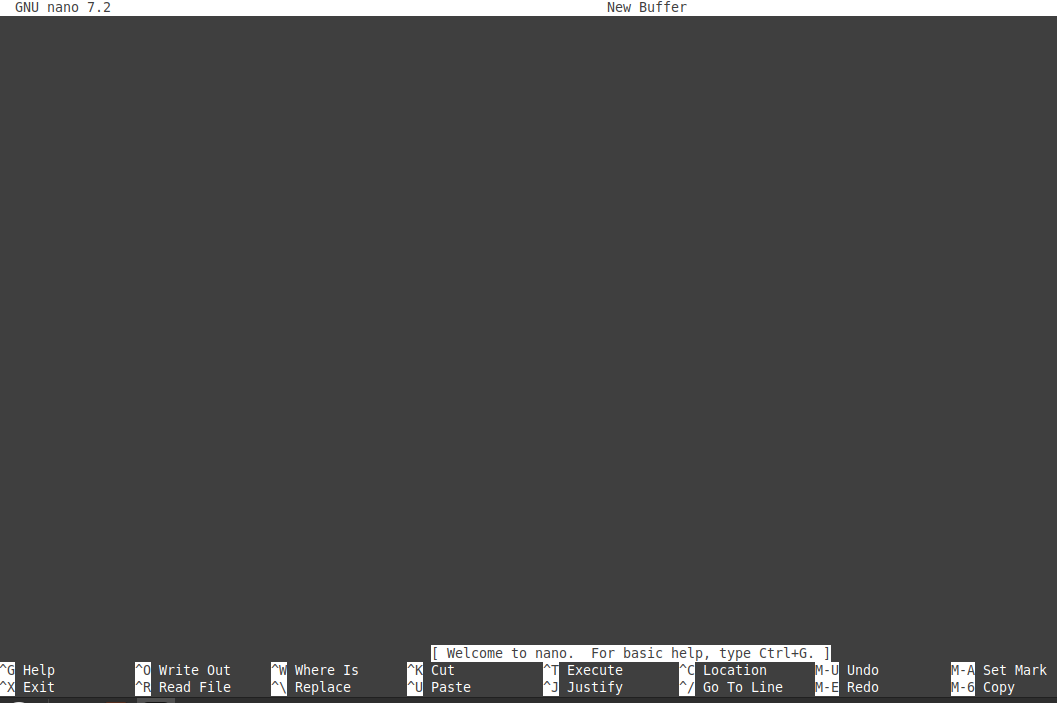 GNU nano 7.2 New Buffer
[ Welcome to nano.  For basic help, type Ctrl+G. ]
^G Help ^O Write Out ^W Where Is ^K Cut ^T Execute ^C Location M-U Undo M-A Set Mark
^X Exit ^R Read File ^\ Replace ^U Paste ^J Justify ^/ Go To Line M-E Redo M-6 Copy